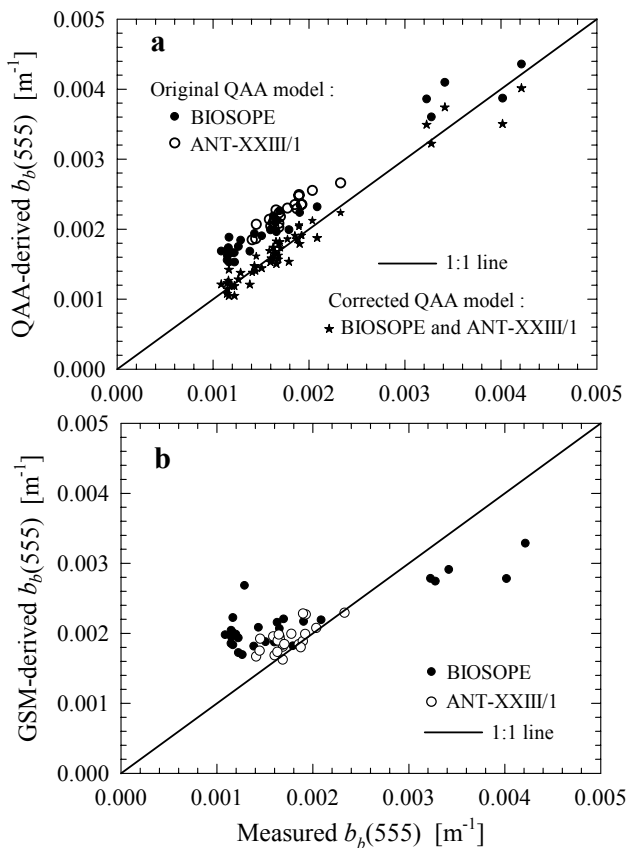 a
Original QAA model :
BIOSOPE
ANT-XXIII/1
1:1 line
Corrected QAA model :
BIOSOPE and ANT-XXIII/1
QAA-derived b_b(555) [m⁻¹]
0.005
0.004
0.003
0.002
0.001
0.000
0.000 0.001 0.002 0.003 0.004 0.005
b
BIOSOPE
ANT-XXIII/1
1:1 line
GSM-derived b_b(555) [m⁻¹]
0.005
0.004
0.003
0.002
0.001
0.000
0.000 0.001 0.002 0.003 0.004 0.005
Measured b_b(555) [m⁻¹]